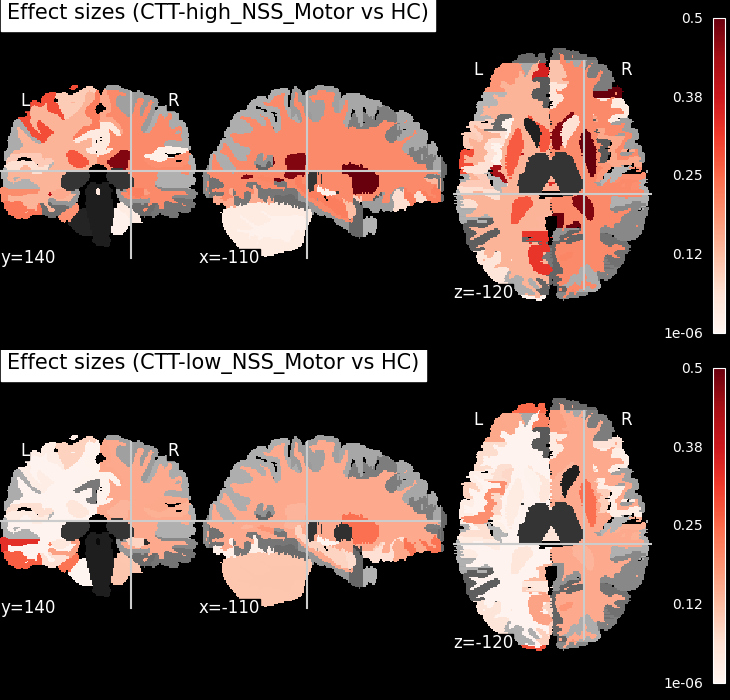 Effect sizes (CTT-high_NSS_Motor vs HC)
0.5
L
R
L
R
0.38
0.25
0.12
y=140
x=-110
z=-120
1e-06
Effect sizes (CTT-low_NSS_Motor vs HC)
0.5
L
R
L
R
0.38
0.25
0.12
y=140
x=-110
z=-120
1e-06